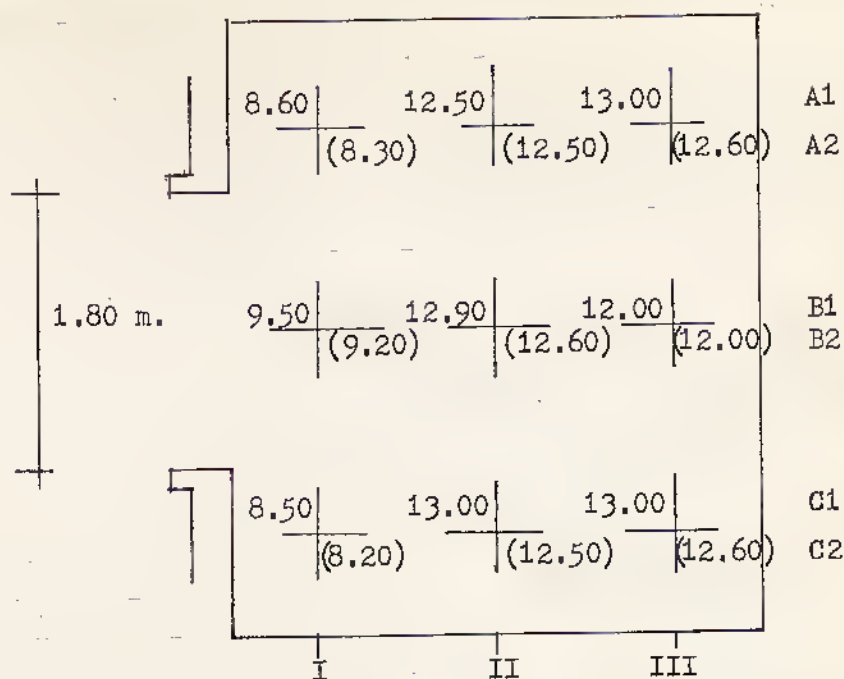 8.60 12.50 13.00 A1
(8.30) (12.50) (12.60) A2
1.80 m. 9.50 12.90 12.00 B1
(9.20) (12.60) (12.00) B2
8.50 13.00 13.00 C1
(8.20) (12.50) (12.60) C2
I II III